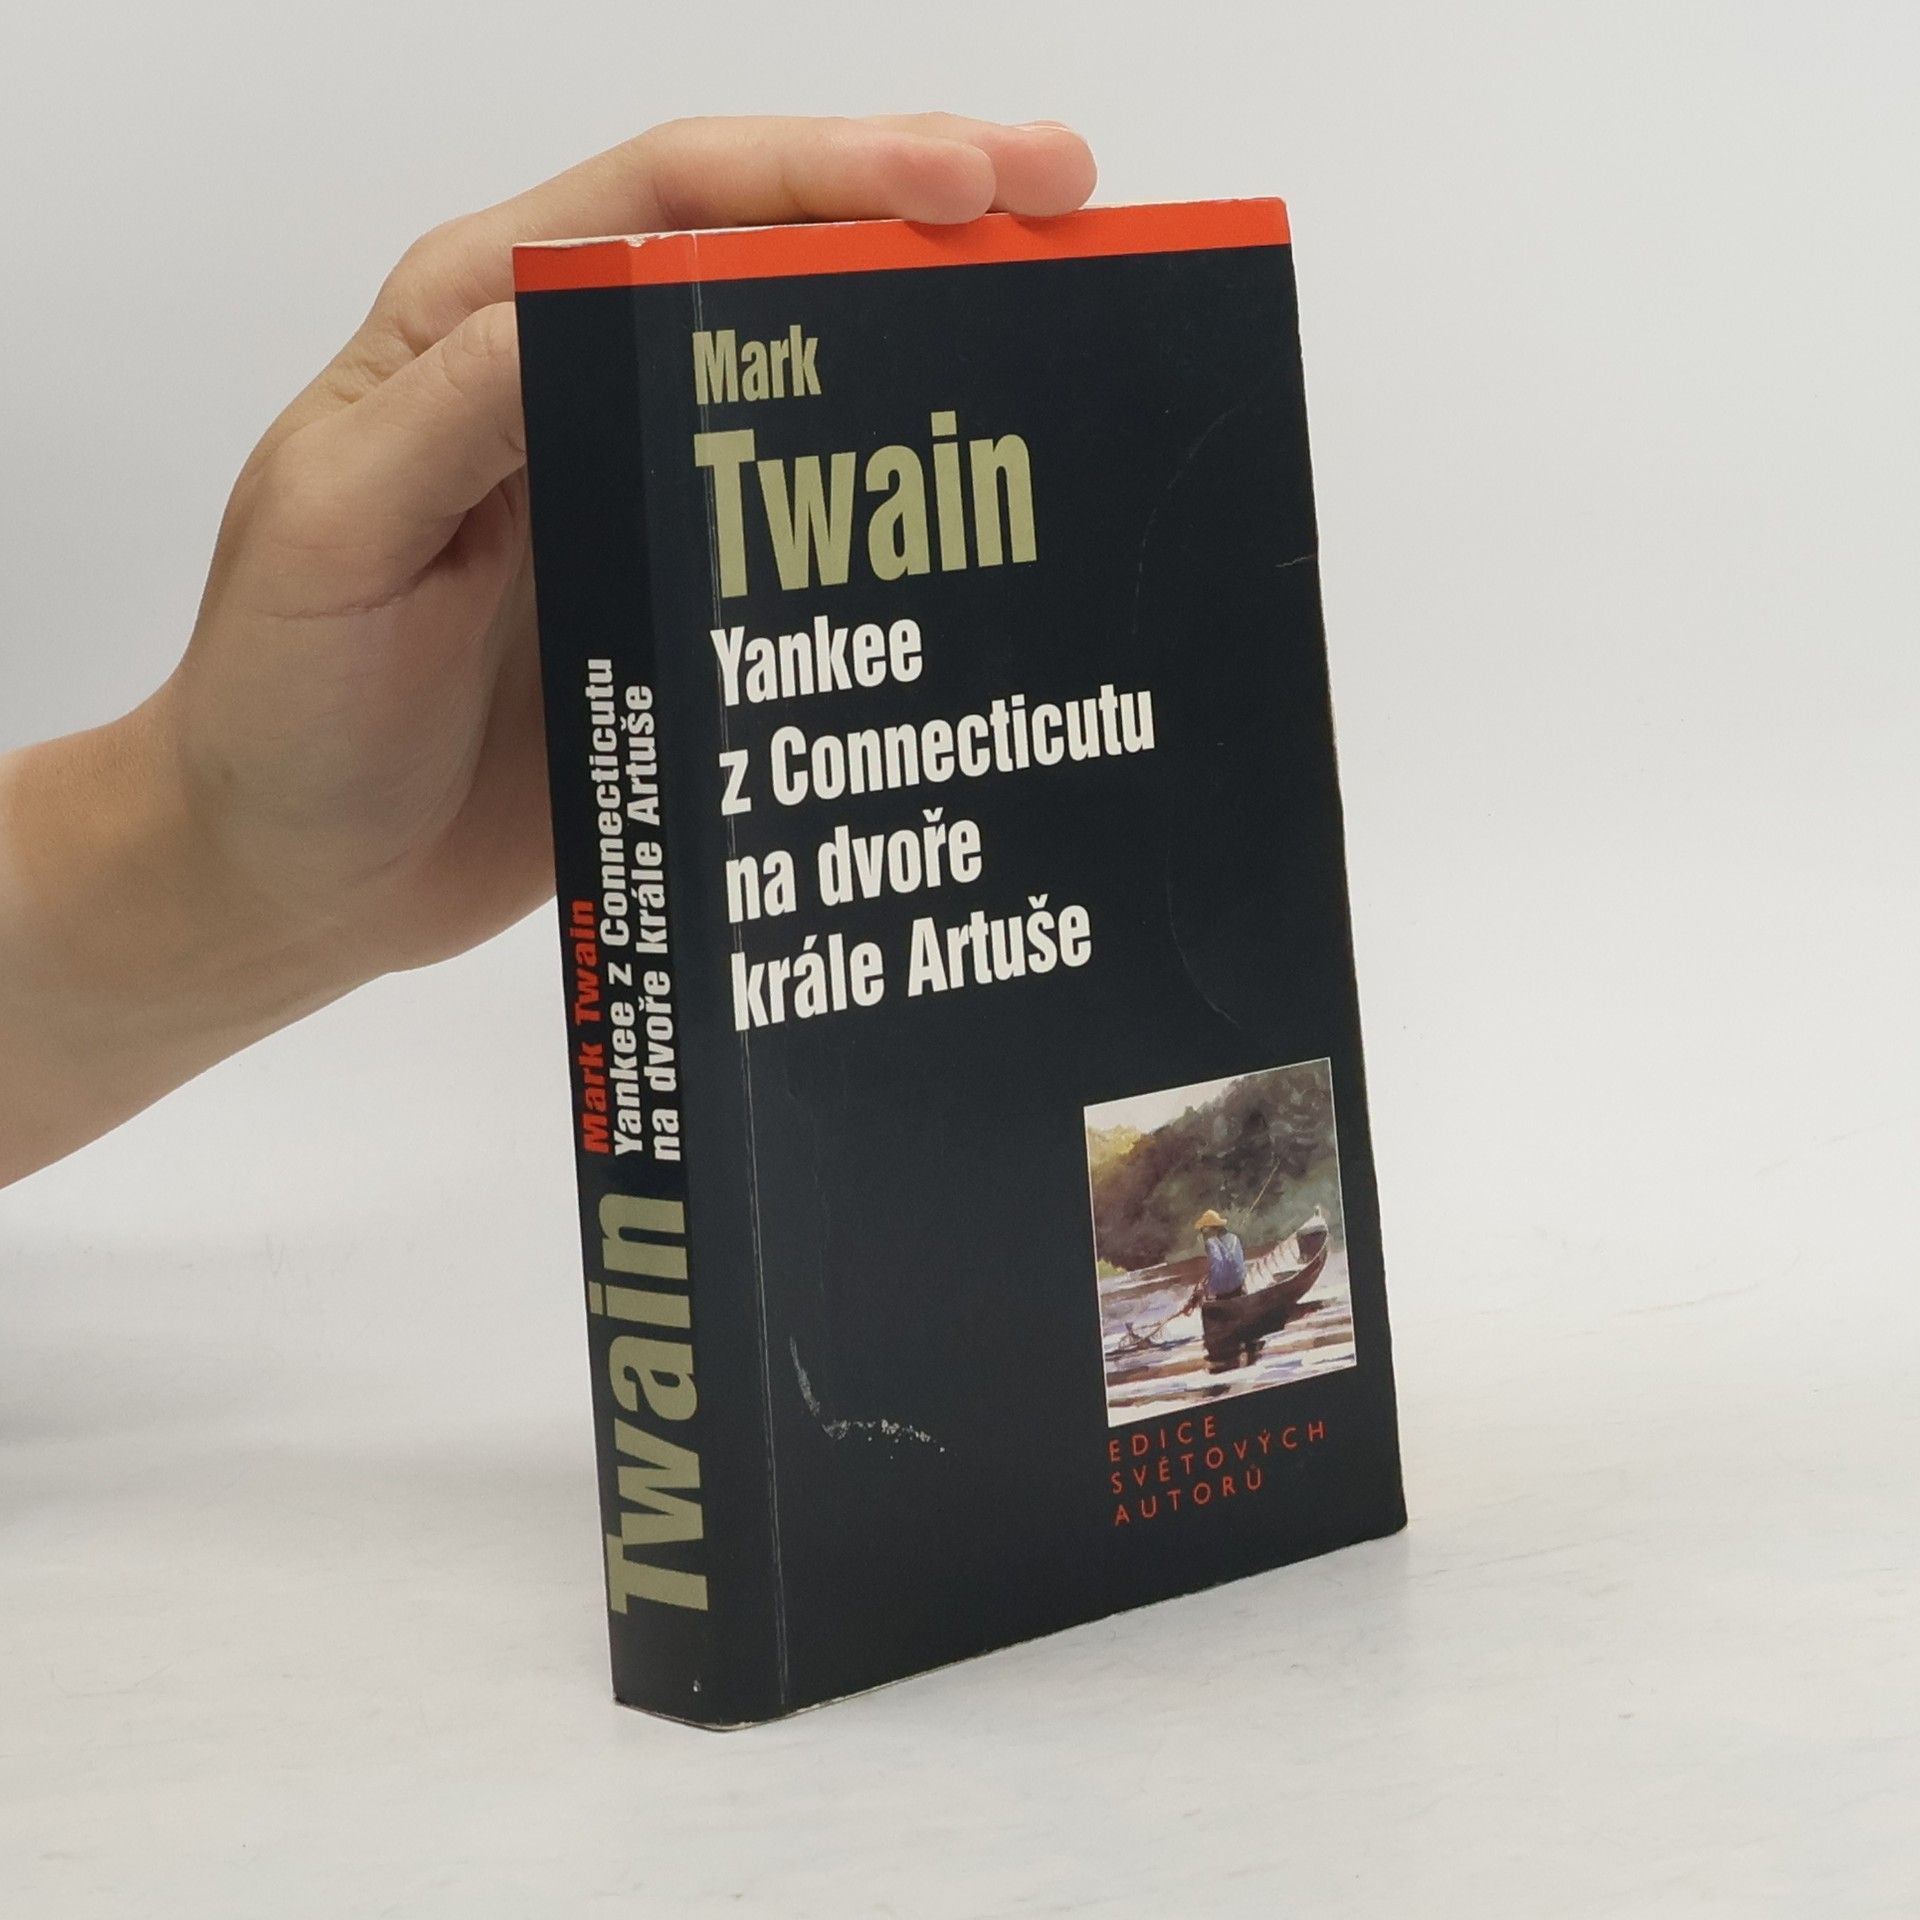 Mark
Twain
Yankee
z Connecticutu
na dvoře
krále Artuše
EDICE
SVĚTOVÝCH
AUTORŮ
Mark Twain
Yankee z Connecticutu
na dvoře krále Artuše
Twain